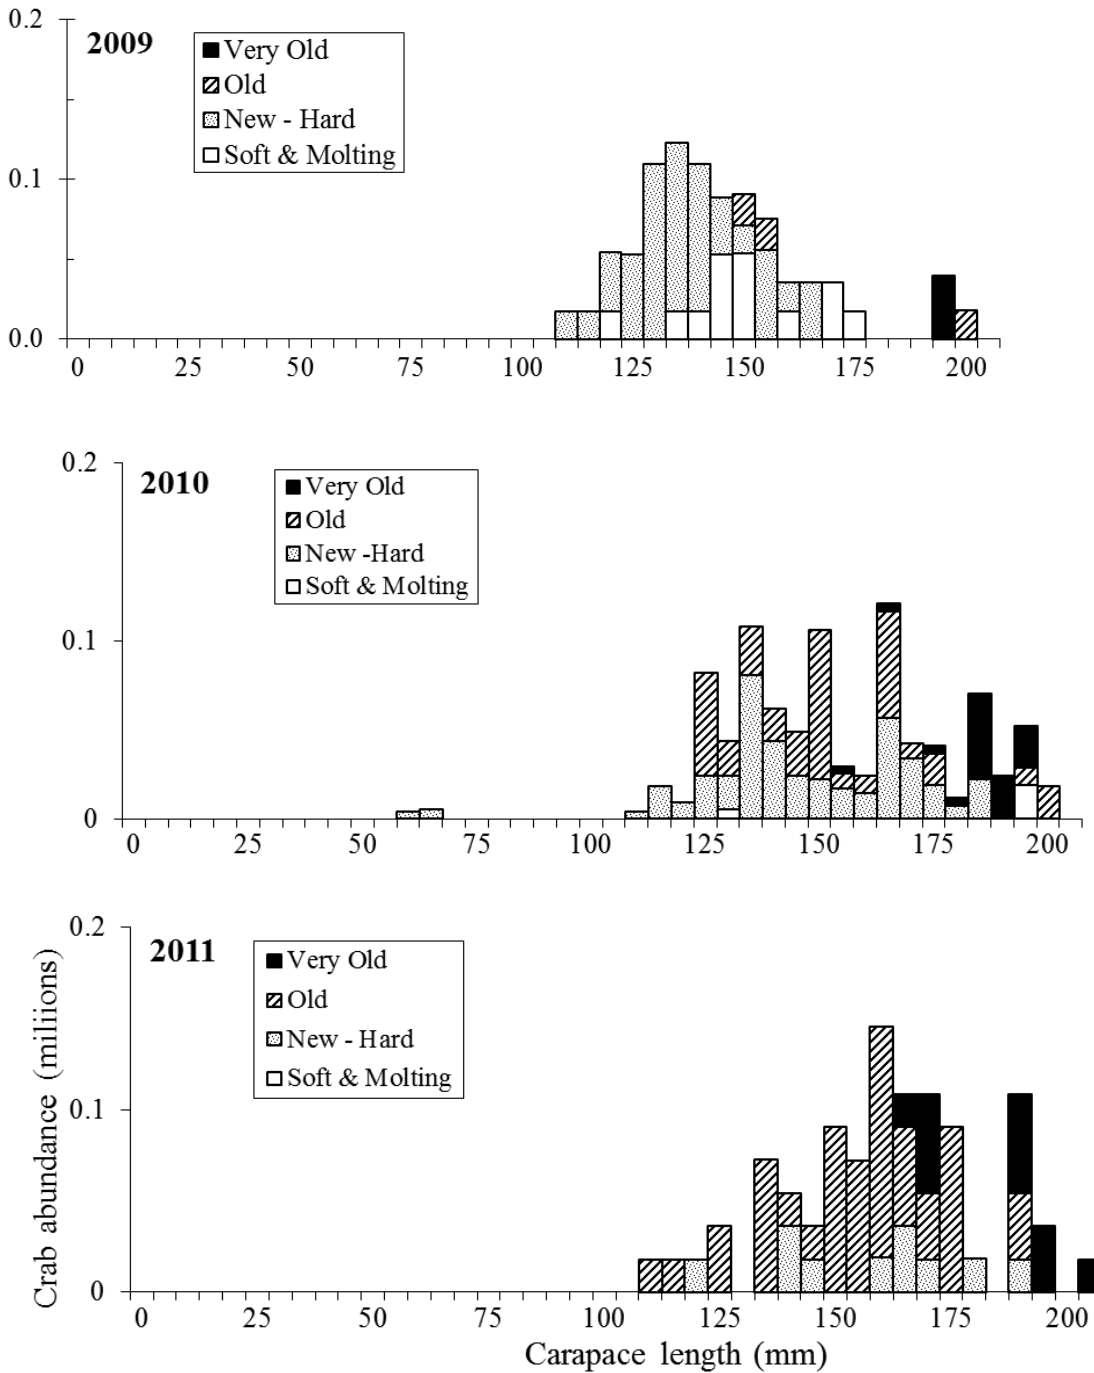 0.2
2009
Very Old
Old
New - Hard
Soft & Molting
0.1
0.0
0 25 50 75 100 125 150 175 200
0.2
2010
Very Old
Old
New -Hard
Soft & Molting
0.1
0
0 25 50 75 100 125 150 175 200
0.2
2011
Very Old
Old
New - Hard
Soft & Molting
0.1
0
0 25 50 75 100 125 150 175 200
Crab abundance (miliions)
Carapace length (mm)